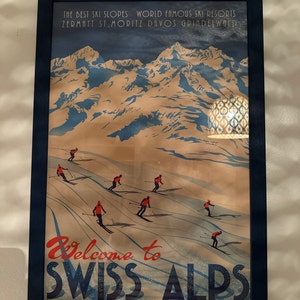 THE BEST SKI SLOPES - WORLD FAMOUS SKI RESORTS
ZERMATT ST. MORITZ DAVOS GRINDELWALD
Welcome to
SWISS ALPS